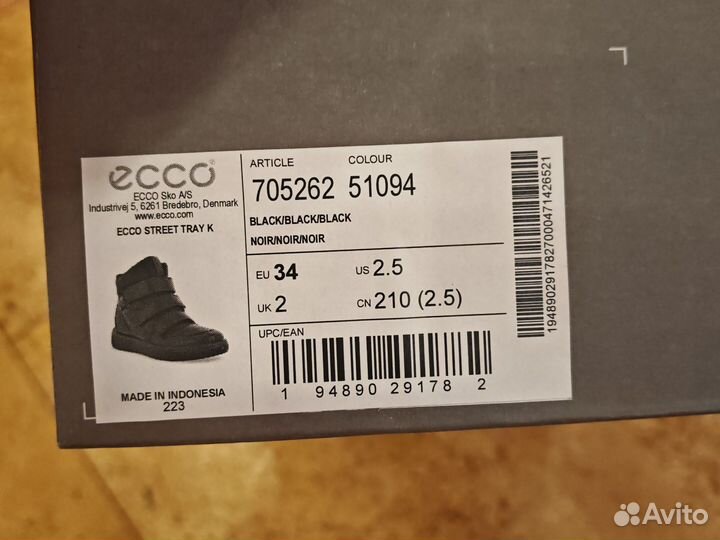 ecco
ECCO Sko A/S
Industrivej 5, 6261 Bredebro, Denmark
www.ecco.com
ECCO STREET TRAY K
MADE IN INDONESIA
223
ARTICLE COLOUR
705262 51094
BLACK/BLACK/BLACK
NOIR/NOIR/NOIR
EU 34 US 2.5
UK 2 CN 210 (2.5)
UPC/EAN
1 94890 29178 2
19489029178270004714265​21
Avito